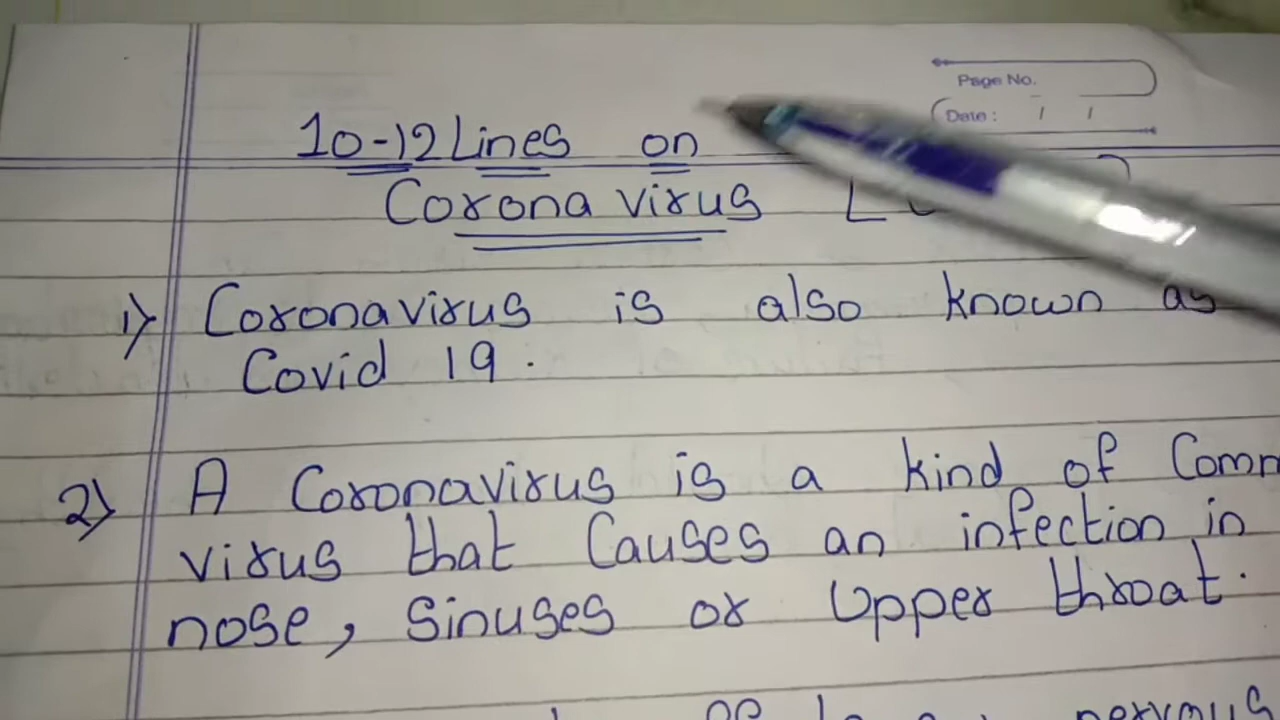 Page No.
Date : / /
10-12 Lines on
Corona virus
1) Coronavirus is also known as
Covid 19.
2) A Coronavirus is a kind of
virus that Causes an infection in
nose, Sinuses or Upper throat.
nervous